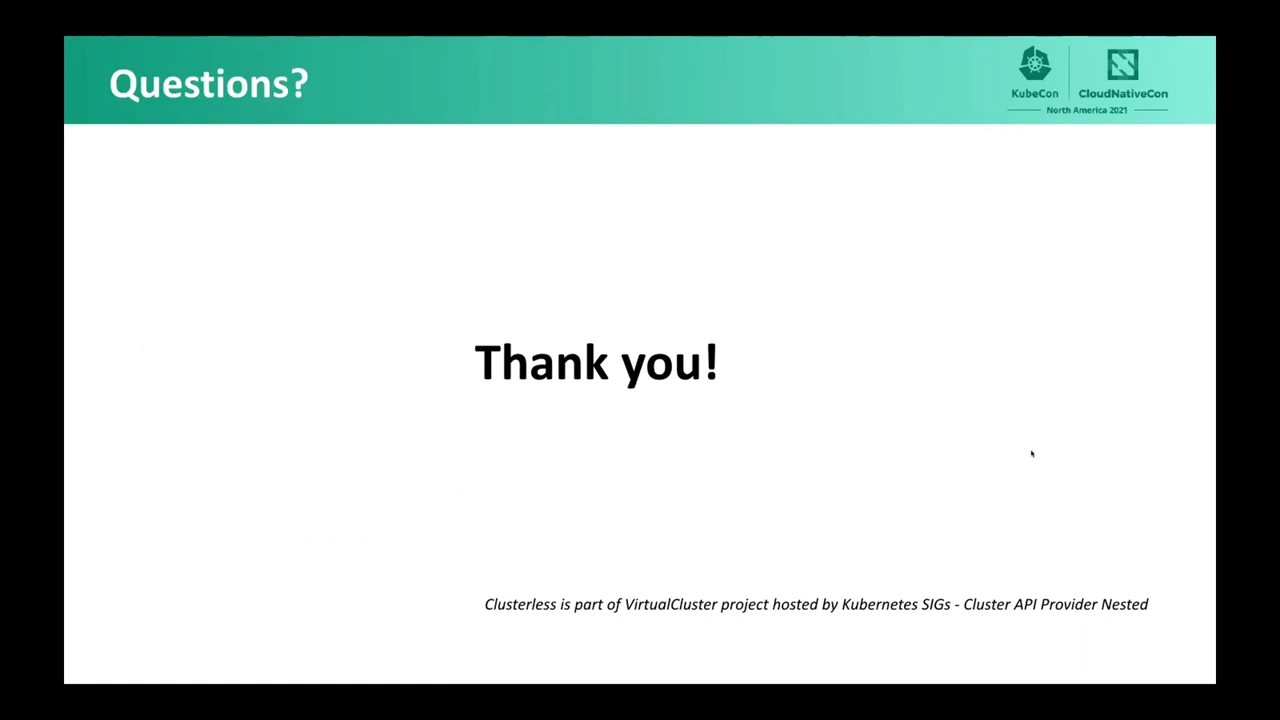 Questions?
KubeCon
CloudNativeCon
North America 2021
Thank you!
Clusterless is part of VirtualCluster project hosted by Kubernetes SIGs - Cluster API Provider Nested